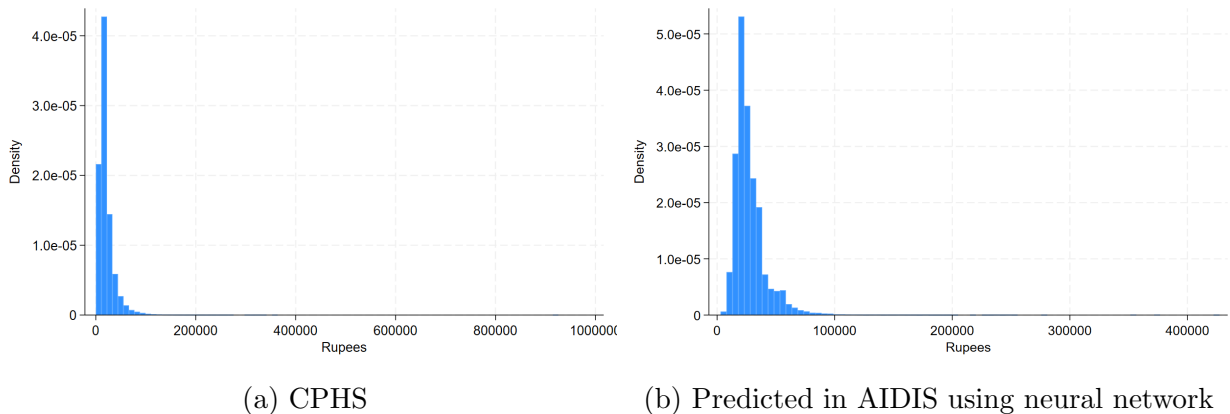 4.0e-05
3.0e-05
2.0e-05
1.0e-05
0
Density
0 200000 400000 600000 800000 100000
Rupees
(a) CPHS
5.0e-05
4.0e-05
3.0e-05
2.0e-05
1.0e-05
0
Density
0 100000 200000 300000 400000
Rupees
(b) Predicted in AIDIS using neural network